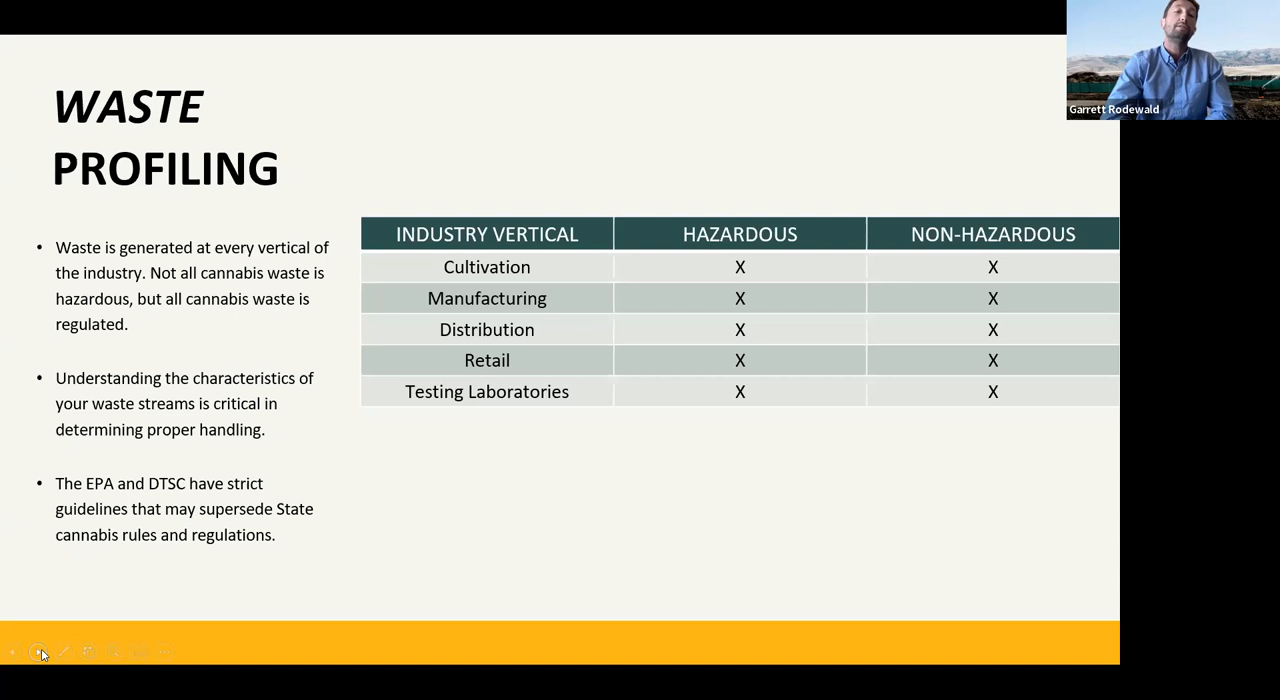 WASTE
PROFILING
• Waste is generated at every vertical of
the industry. Not all cannabis waste is
hazardous, but all cannabis waste is
regulated.
• Understanding the characteristics of
your waste streams is critical in
determining proper handling.
• The EPA and DTSC have strict
guidelines that may supersede State
cannabis rules and regulations.
INDUSTRY VERTICAL HAZARDOUS NON-HAZARDOUS
Cultivation X X
Manufacturing X X
Distribution X X
Retail X X
Testing Laboratories X X
Garrett Rodewald